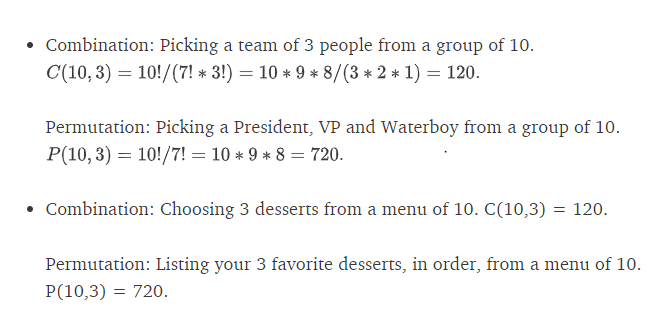 • Combination: Picking a team of 3 people from a group of 10.
C(10, 3) = 10!/(7! * 3!) = 10 * 9 * 8/(3 * 2 * 1) = 120.
Permutation: Picking a President, VP and Waterboy from a group of 10.
P(10, 3) = 10!/7! = 10 * 9 * 8 = 720.
• Combination: Choosing 3 desserts from a menu of 10. C(10,3) = 120.
Permutation: Listing your 3 favorite desserts, in order, from a menu of 10.
P(10,3) = 720.